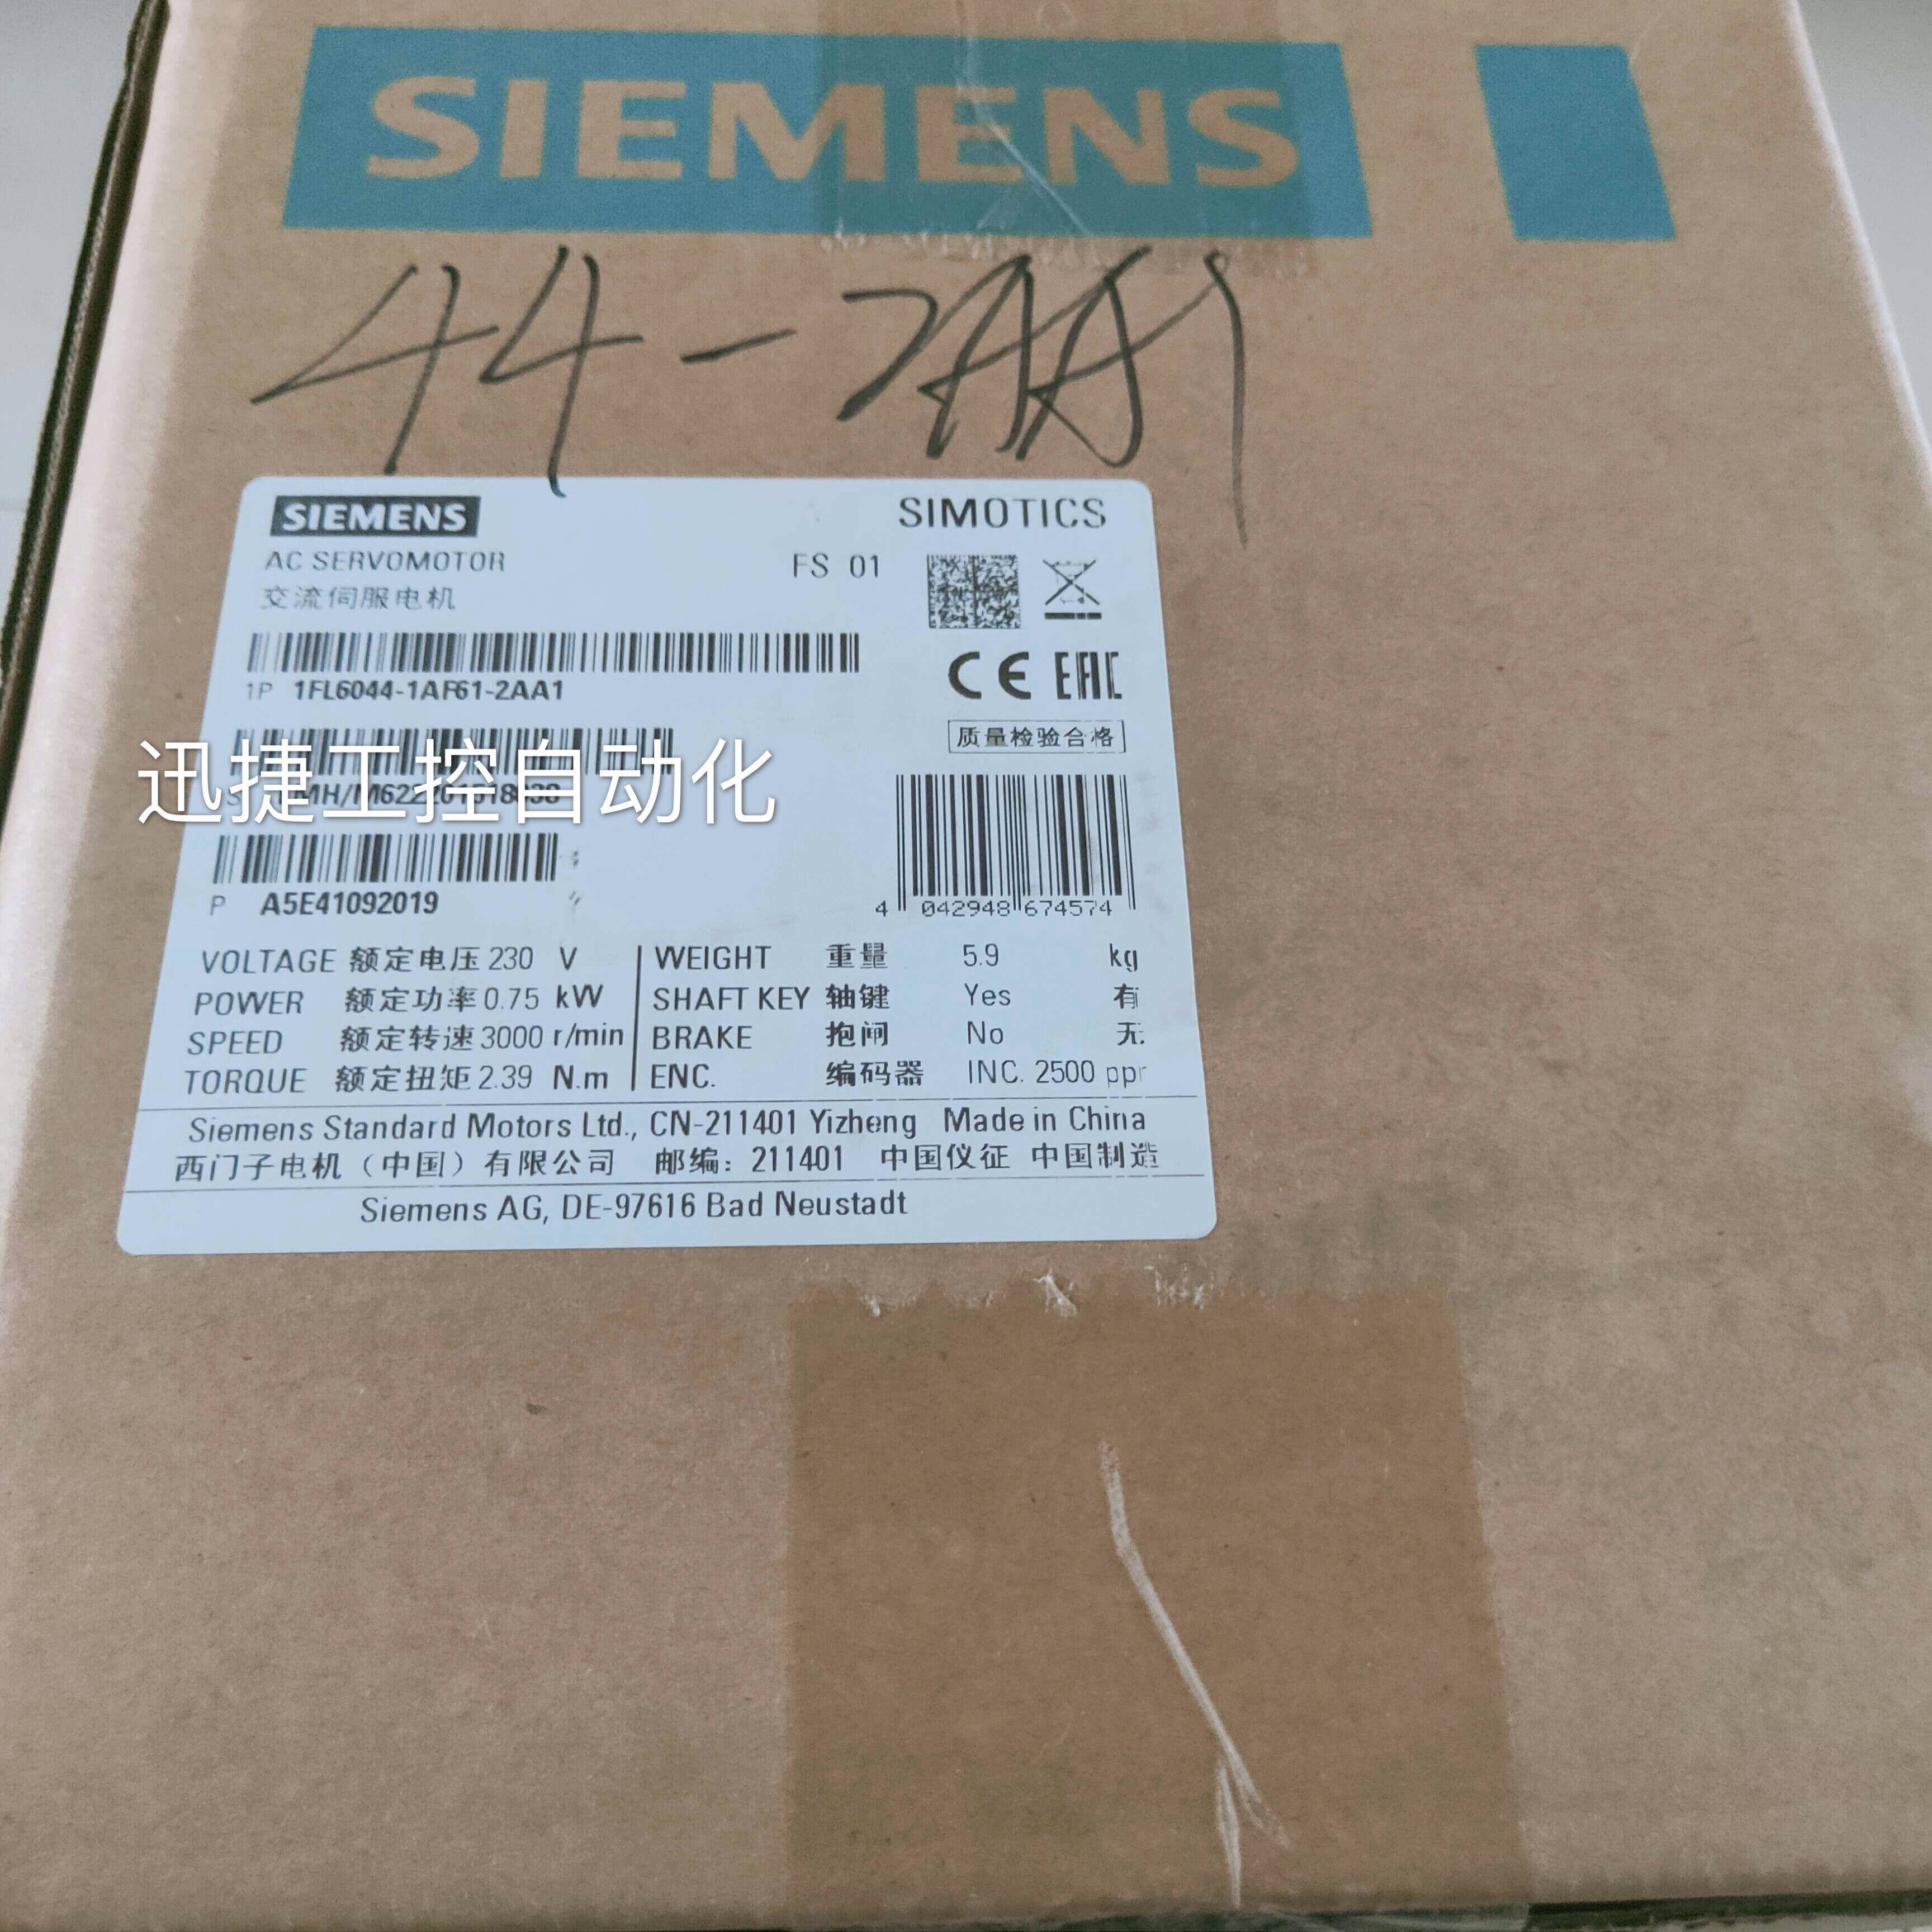 SIEMENS
44-2AA1
SIEMENS
SIMOTICS
AC SERVOMOTOR
FS 01
交流伺服电机
1P 1FL6044-1AF61-2AA1
CE EAC
质量检验合格
迅捷工控自动化
P A5E41092019
4 042948 674574
VOLTAGE 额定电压 230 V WEIGHT 重量 5.9 kg
POWER 额定功率 0.75 kW SHAFT KEY 轴键 Yes 有
SPEED 额定转速 3000 r/min BRAKE 抱闸 No 无
TORQUE 额定扭矩 2.39 N.m ENC. 编码器 INC. 2500 ppr
Siemens Standard Motors Ltd., CN-211401 Yizheng Made in China
西门子电机（中国）有限公司 邮编：211401 中国仪征 中国制造
Siemens AG, DE-97616 Bad Neustadt